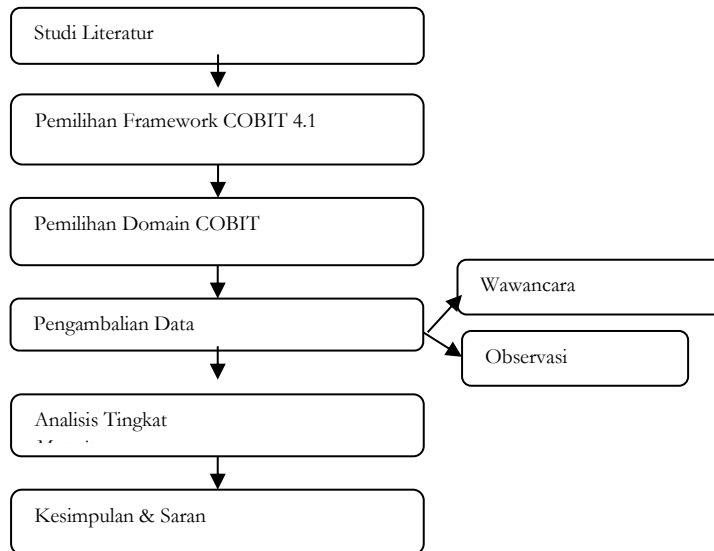 Studi Literatur
Pemilihan Framework COBIT 4.1
Pemilihan Domain COBIT
Pengambalian Data
Wawancara
Observasi
Analisis Tingkat
Kesimpulan & Saran